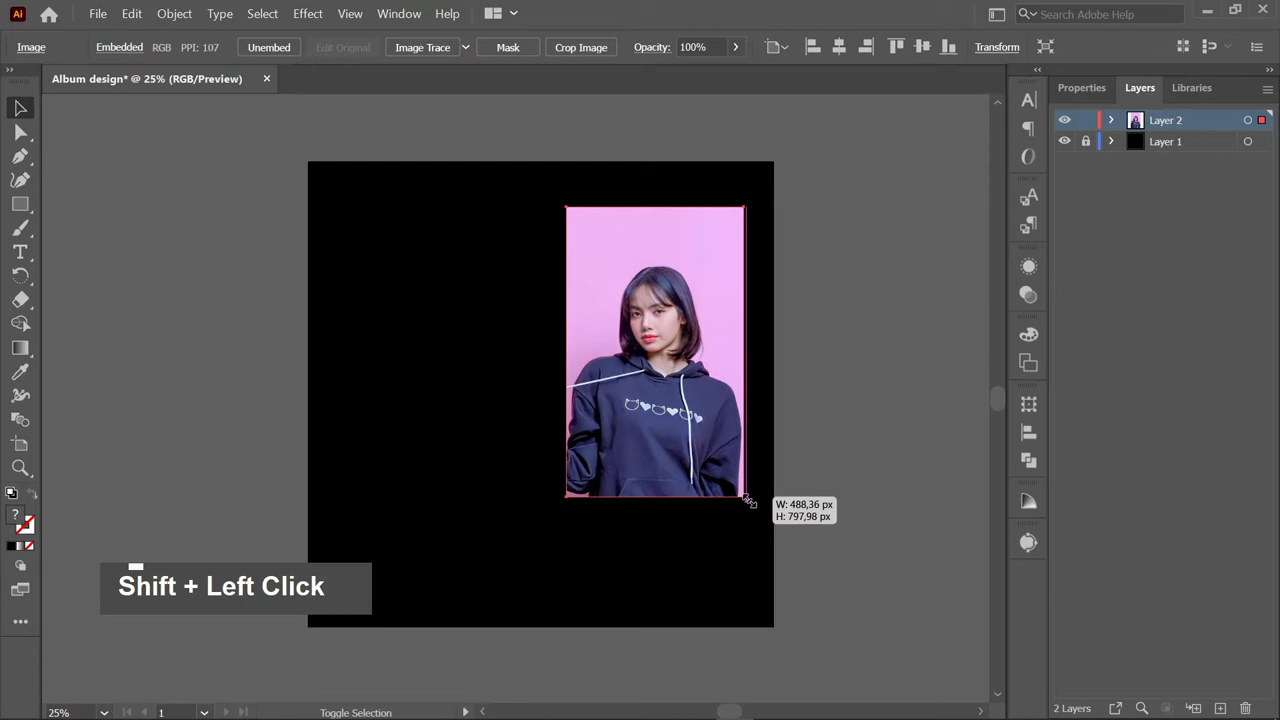 Ai
File
Edit
Object
Type
Select
Effect
View
Window
Help
Search Adobe Help
Image
Embedded
RGB
PPI: 107
Unembed
Edit Original
Image Trace
Mask
Crop Image
Opacity:
100%
Transform
Album design* @ 25% (RGB/Preview)
Properties
Layers
Libraries
Layer 2
Layer 1
W: 488,36 px
H: 797,98 px
Shift + Left Click
25%
1
Toggle Selection
2 Layers